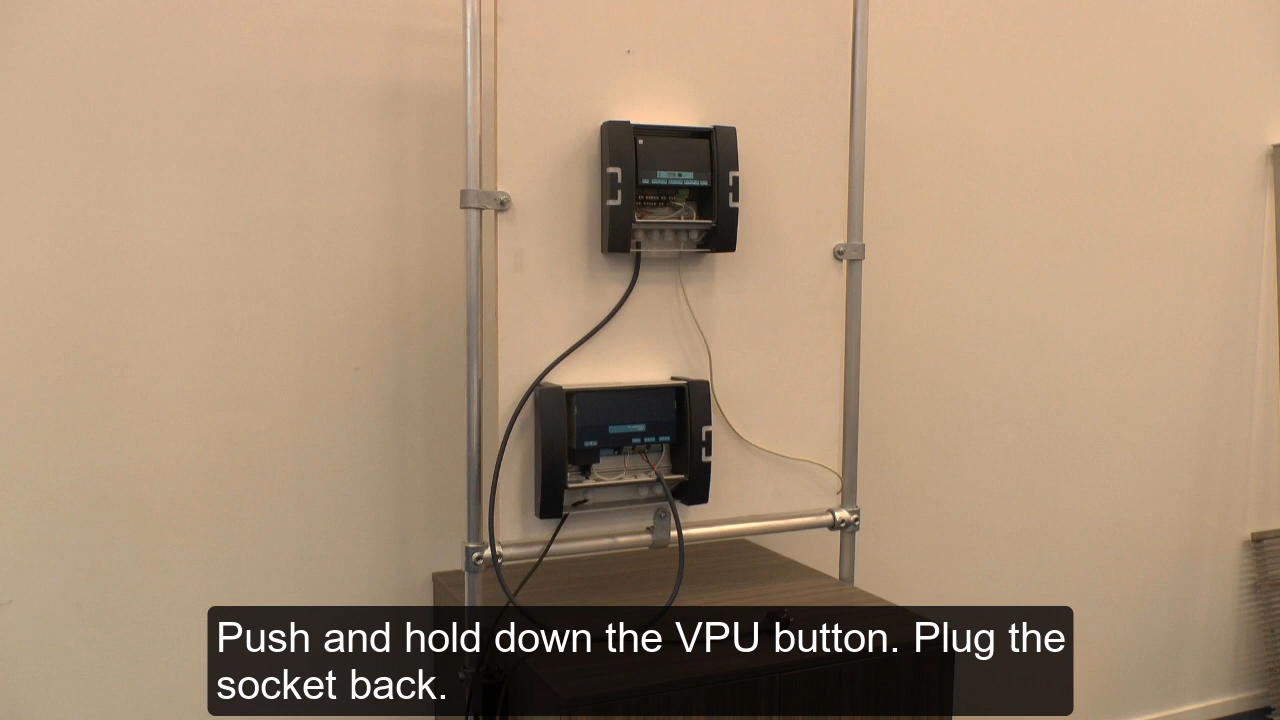 Push and hold down the VPU button. Plug the
socket back.